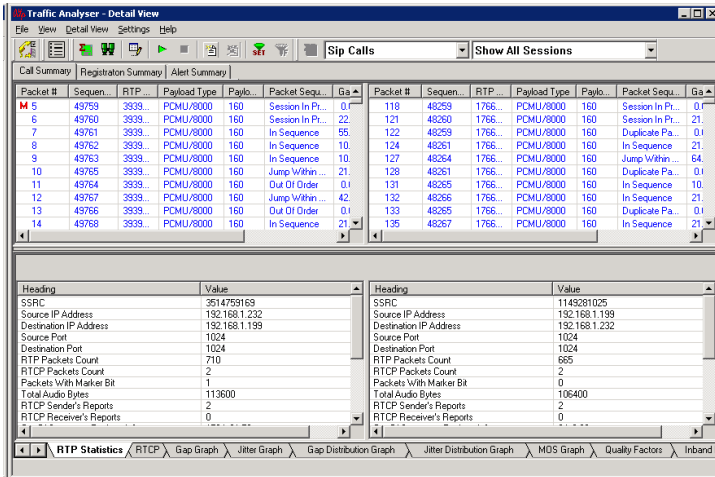 Traffic Analyser - Detail View
File View Detail View Settings Help
Sip Calls Show All Sessions
Call Summary Registraton Summary Alert Summary
Packet # Sequen... RTP ... Payload Type Paylo... Packet Sequ... Ga
M 5 49759 3939... PCMU/8000 160 Session In Pr... 0.0
6 49760 3939... PCMU/8000 160 Session In Pr... 22.
7 49761 3939... PCMU/8000 160 In Sequence 55.
8 49762 3939... PCMU/8000 160 In Sequence 10.
9 49763 3939... PCMU/8000 160 In Sequence 10.
10 49765 3939... PCMU/8000 160 Jump Within ... 21.
11 49764 3939... PCMU/8000 160 Out Of Order 0.0
12 49767 3939... PCMU/8000 160 Jump Within ... 42.
13 49766 3939... PCMU/8000 160 Out Of Order 0.0
14 49768 3939... PCMU/8000 160 In Sequence 21.
Packet # Sequen... RTP ... Payload Type Paylo... Packet Sequ... Ga
118 48259 1766... PCMU/8000 160 Session In Pr... 0.0
121 48260 1766... PCMU/8000 160 Session In Pr... 21.
122 48259 1766... PCMU/8000 160 Duplicate Pa... 0.0
124 48261 1766... PCMU/8000 160 In Sequence 21.
127 48264 1766... PCMU/8000 160 Jump Within ... 64.
128 48261 1766... PCMU/8000 160 Duplicate Pa... 0.0
131 48265 1766... PCMU/8000 160 In Sequence 10.
132 48266 1766... PCMU/8000 160 In Sequence 21.
133 48265 1766... PCMU/8000 160 Duplicate Pa... 0.0
135 48267 1766... PCMU/8000 160 In Sequence 21.
Heading Value
SSRC 3514759169
Source IP Address 192.168.1.232
Destination IP Address 192.168.1.199
Source Port 1024
Destination Port 1024
RTP Packets Count 710
RTCP Packets Count 2
Packets With Marker Bit 1
Total Audio Bytes 113600
RTCP Sender's Reports 2
RTCP Receiver's Reports 0
Heading Value
SSRC 1149281025
Source IP Address 192.168.1.199
Destination IP Address 192.168.1.232
Source Port 1024
Destination Port 1024
RTP Packets Count 665
RTCP Packets Count 2
Packets With Marker Bit 0
Total Audio Bytes 106400
RTCP Sender's Reports 2
RTCP Receiver's Reports 0
RTP Statistics RTCP Gap Graph Jitter Graph Gap Distribution Graph Jitter Distribution Graph MOS Graph Quality Factors Inband